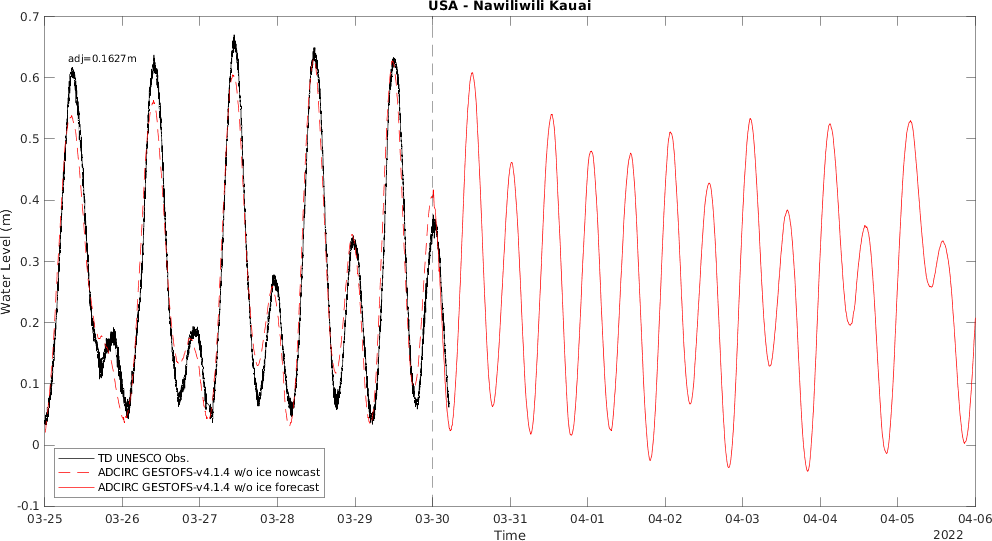 USA - Nawiliwili Kauai
adj=0.1627m
0.7
0.6
0.5
0.4
0.3
0.2
0.1
0
-0.1
Water Level (m)
TD UNESCO Obs.
ADCIRC GESTOFS-v4.1.4 w/o ice nowcast
ADCIRC GESTOFS-v4.1.4 w/o ice forecast
03-25 03-26 03-27 03-28 03-29 03-30 03-31 04-01 04-02 04-03 04-04 04-05 04-06
Time
2022